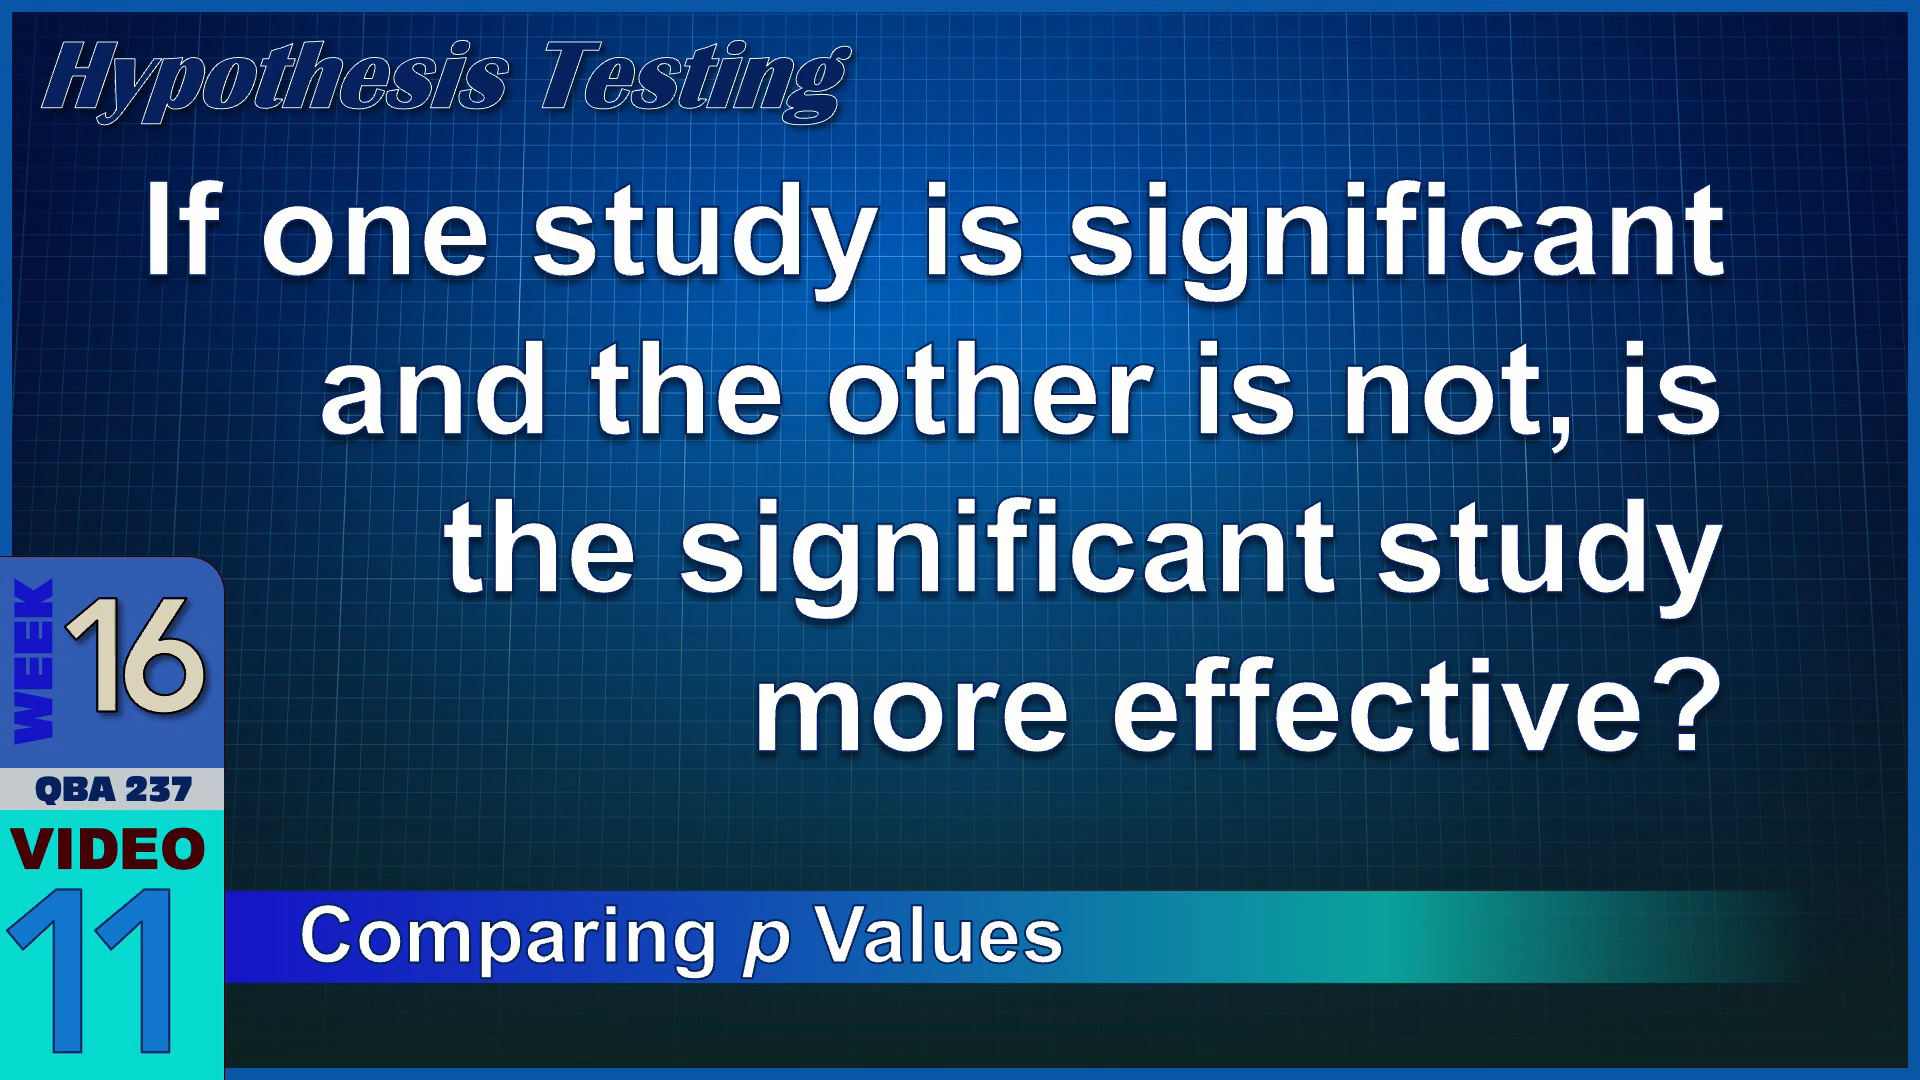 Hypothesis Testing
If one study is significant
and the other is not, is
the significant study
more effective?
WEEK
16
QBA 237
VIDEO
11
Comparing p Values